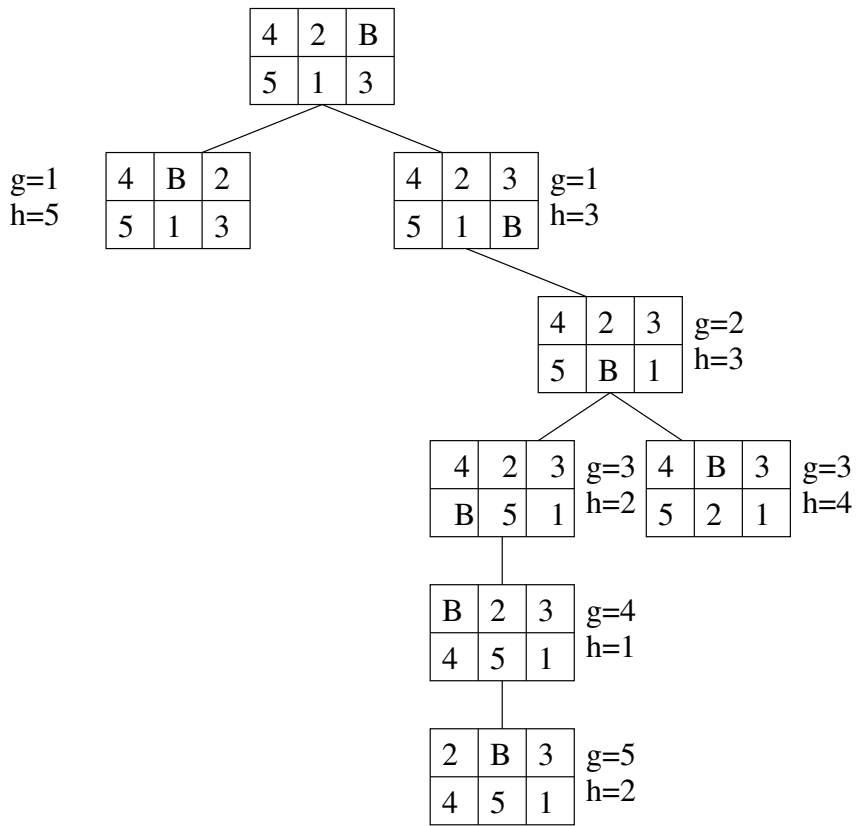 4 2 B
5 1 3
g=1
h=5
4 B 2
5 1 3
4 2 3
5 1 B
g=1
h=3
4 2 3
5 B 1
g=2
h=3
4 2 3
B 5 1
g=3
h=2
4 B 3
5 2 1
g=3
h=4
B 2 3
4 5 1
g=4
h=1
2 B 3
4 5 1
g=5
h=2